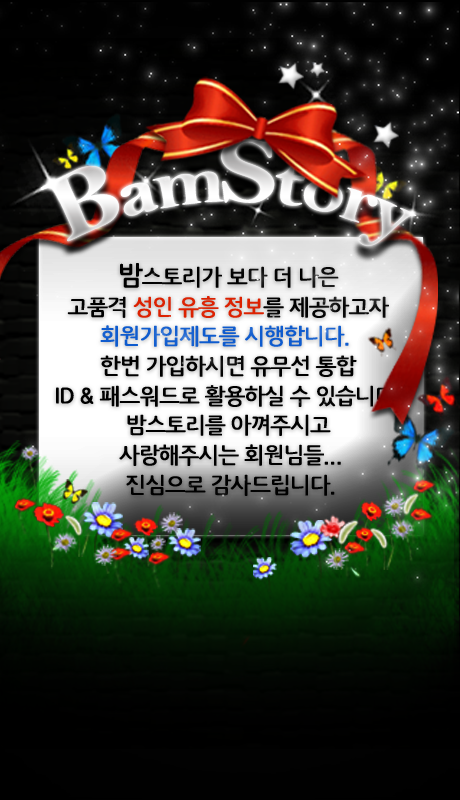 BamStory
밤스토리가 보다 더 나은
고품격 성인 유흥 정보를 제공하고자
회원가입제도를 시행합니다.
한번 가입하시면 유무선 통합
ID & 패스워드로 활용하실 수 있습니다
밤스토리를 아껴주시고
사랑해주시는 회원님들...
진심으로 감사드립니다.